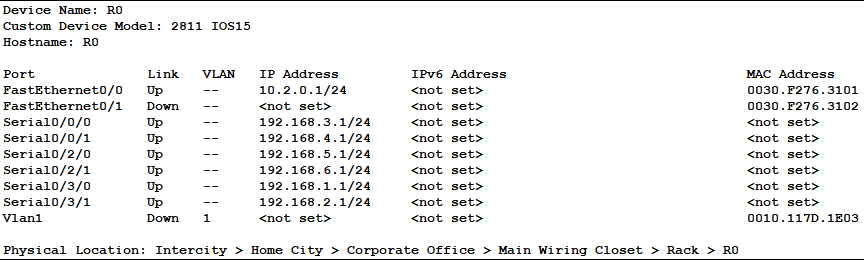 Device Name: R0
Custom Device Model: 2811 IOS15
Hostname: R0
Port Link VLAN IP Address IPv6 Address MAC Address
FastEthernet0/0 Up -- 10.2.0.1/24 <not set> 0030.F276.3101
FastEthernet0/1 Down -- <not set> <not set> 0030.F276.3102
Serial0/0/0 Up -- 192.168.3.1/24 <not set> <not set>
Serial0/0/1 Up -- 192.168.4.1/24 <not set> <not set>
Serial0/2/0 Up -- 192.168.5.1/24 <not set> <not set>
Serial0/2/1 Up -- 192.168.6.1/24 <not set> <not set>
Serial0/3/0 Up -- 192.168.1.1/24 <not set> <not set>
Serial0/3/1 Up -- 192.168.2.1/24 <not set> <not set>
Vlan1 Down 1 <not set> <not set> 0010.117D.1E03
Physical Location: Intercity > Home City > Corporate Office > Main Wiring Closet > Rack > R0